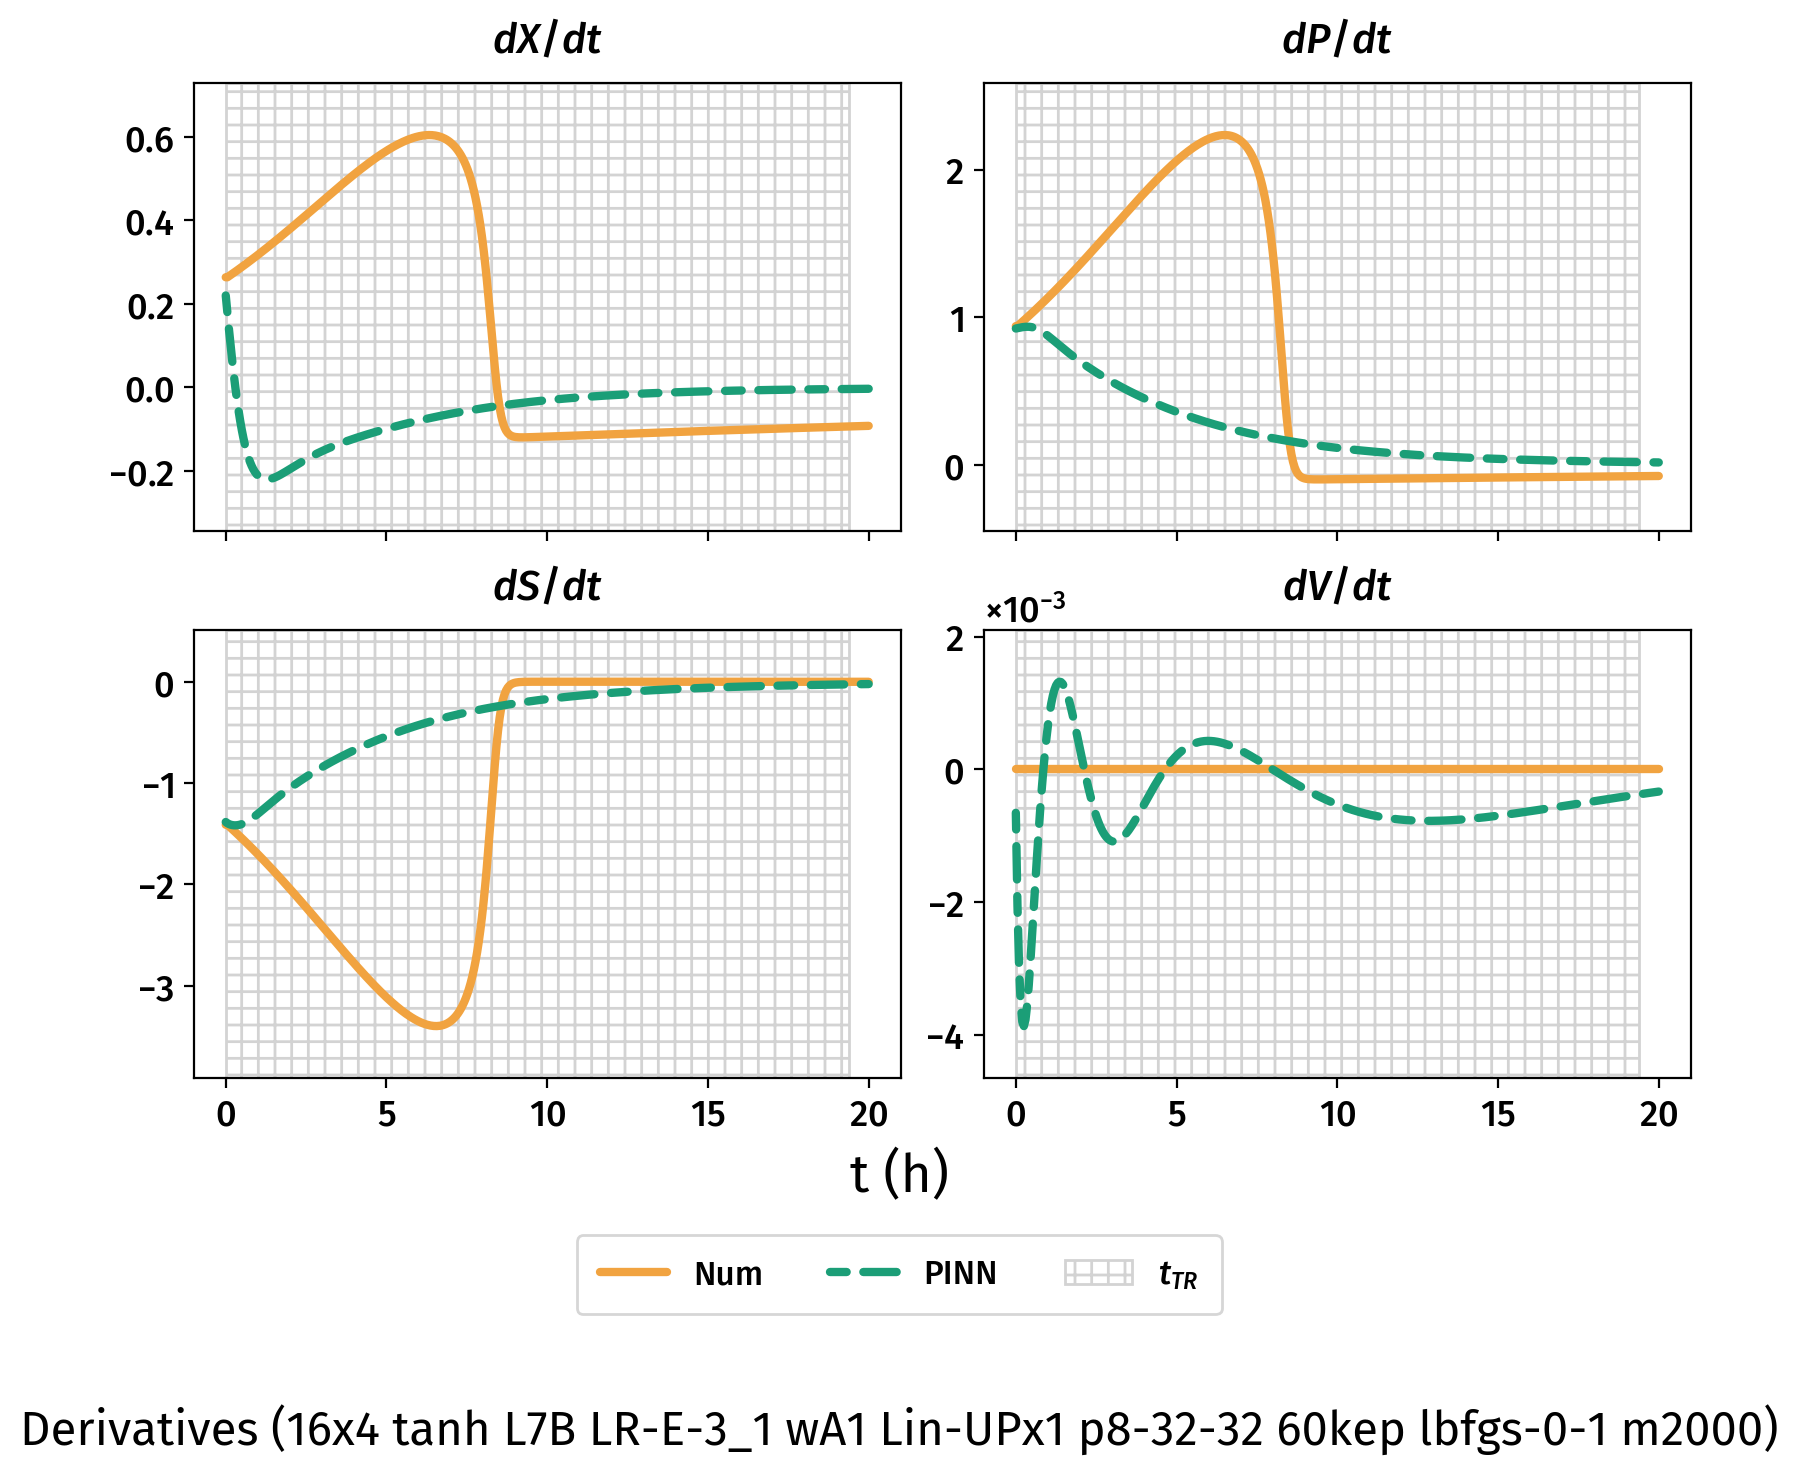 dX/dt
dP/dt
0.6
0.4
0.2
0.0
−0.2
2
1
0
dS/dt
dV/dt
×10⁻³
0
−1
−2
−3
2
0
−2
−4
0 5 10 15 20
0 5 10 15 20
t (h)
Num PINN t_TR
Derivatives (16x4 tanh L7B LR-E-3_1 wA1 Lin-UPx1 p8-32-32 60kep lbfgs-0-1 m2000)